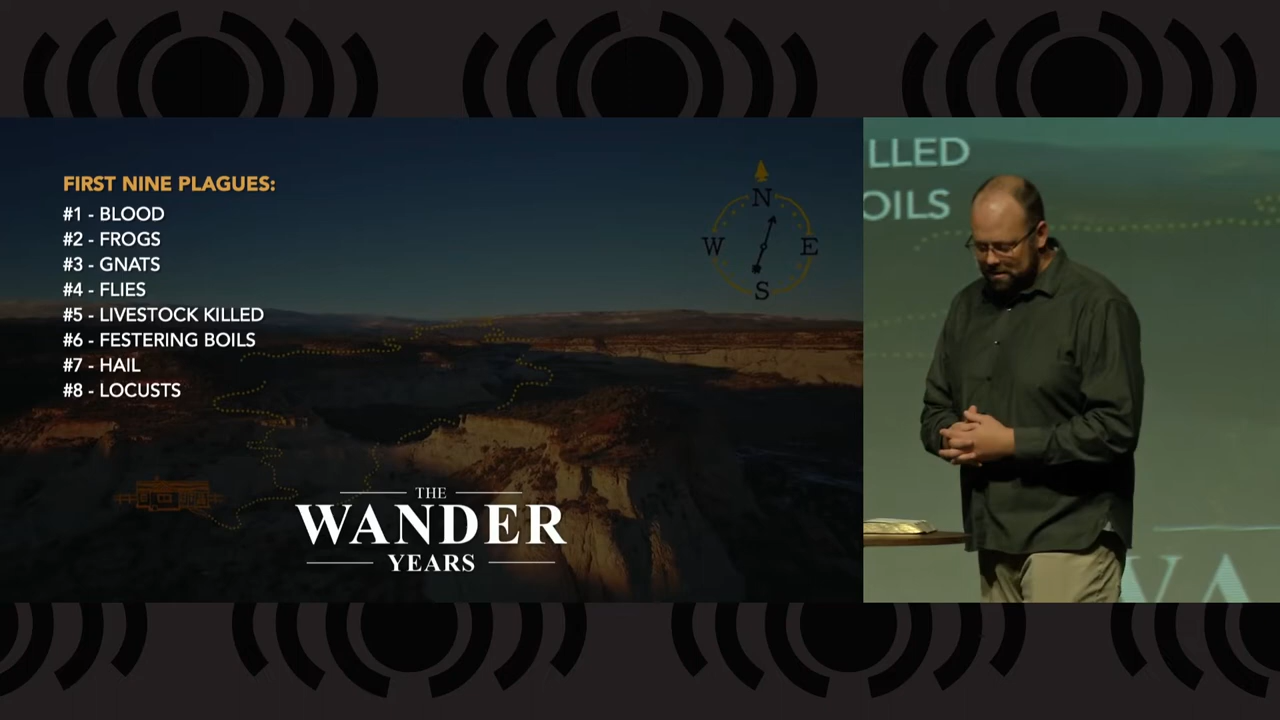 FIRST NINE PLAGUES:
#1 - BLOOD
#2 - FROGS
#3 - GNATS
#4 - FLIES
#5 - LIVESTOCK KILLED
#6 - FESTERING BOILS
#7 - HAIL
#8 - LOCUSTS
N
W E
S
THE
WANDER
YEARS
LLED
OILS
WA